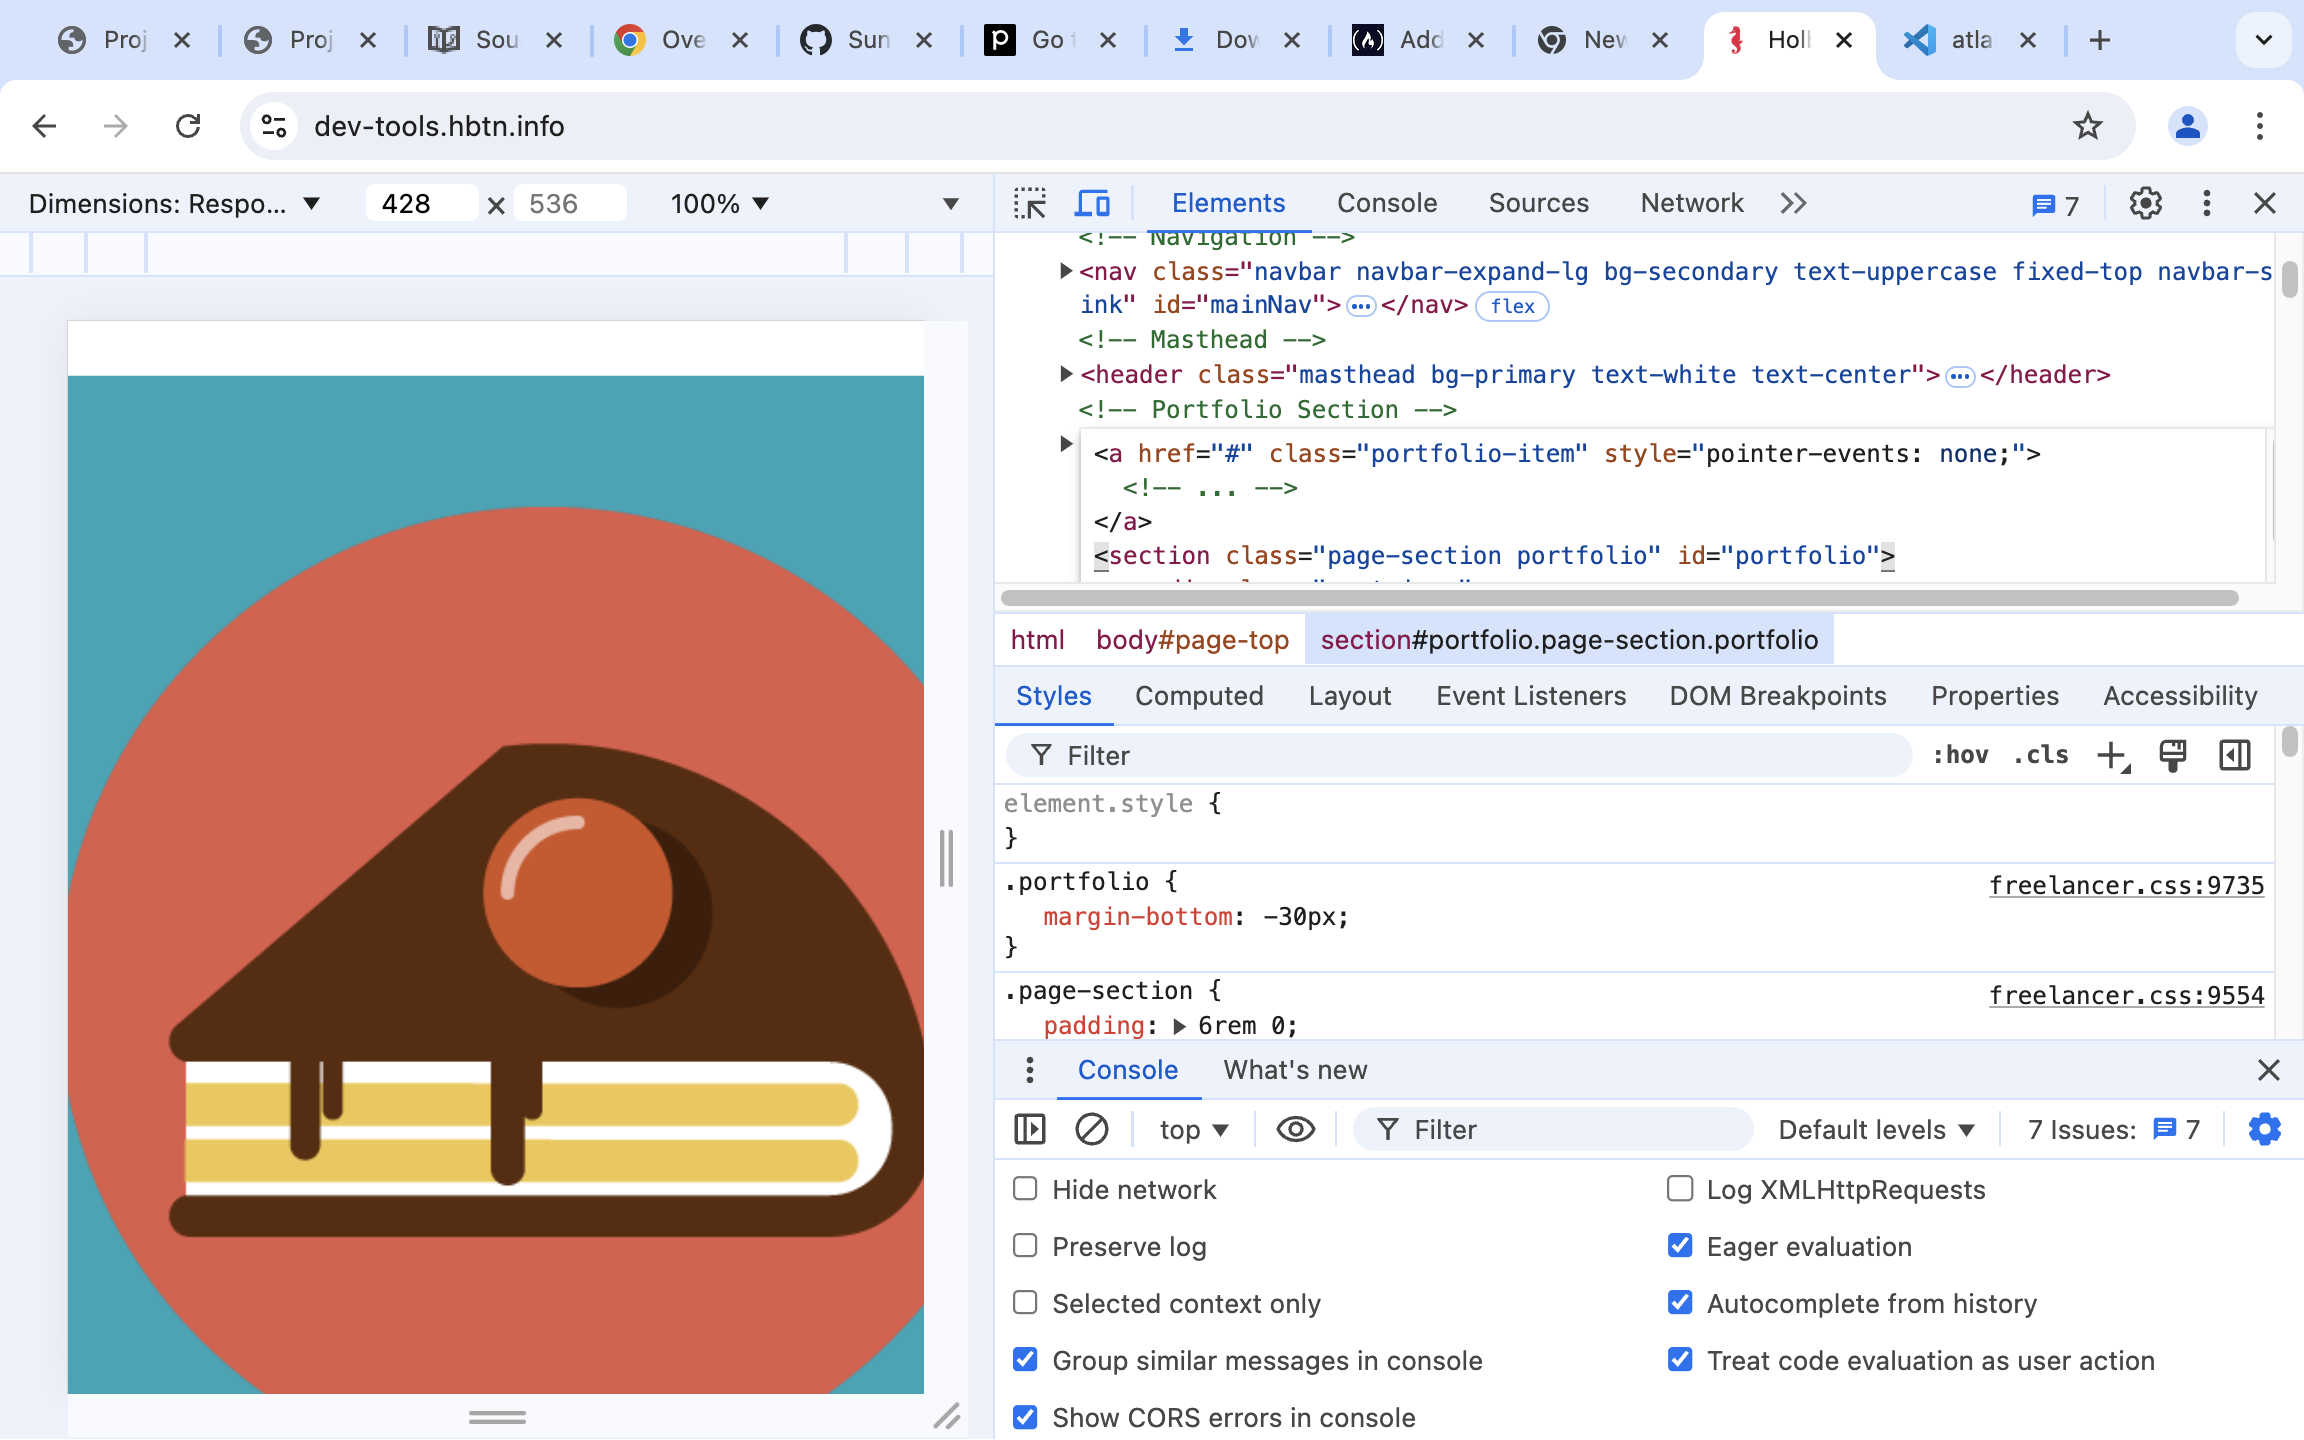 Proj
Proj
Sou
Ove
Sun
Go t
Dow
Add
New
Holl
atla
dev-tools.hbtn.info
Dimensions: Respo... 428 × 536 100%
Elements Console Sources Network 7
<!-- Navigation -->
<nav class="navbar navbar-expand-lg bg-secondary text-uppercase fixed-top navbar-s
ink" id="mainNav"> ••• </nav> flex
<!-- Masthead -->
<header class="masthead bg-primary text-white text-center"> ••• </header>
<!-- Portfolio Section -->
<a href="#" class="portfolio-item" style="pointer-events: none;">
<!-- ... -->
</a>
<section class="page-section portfolio" id="portfolio">
html body#page-top section#portfolio.page-section.portfolio
Styles Computed Layout Event Listeners DOM Breakpoints Properties Accessibility
Filter :hov .cls
element.style {
}
.portfolio { freelancer.css:9735
margin-bottom: -30px;
}
.page-section { freelancer.css:9554
padding: 6rem 0;
Console What's new
top Filter Default levels 7 Issues: 7
Hide network Log XMLHttpRequests
Preserve log Eager evaluation
Selected context only Autocomplete from history
Group similar messages in console Treat code evaluation as user action
Show CORS errors in console